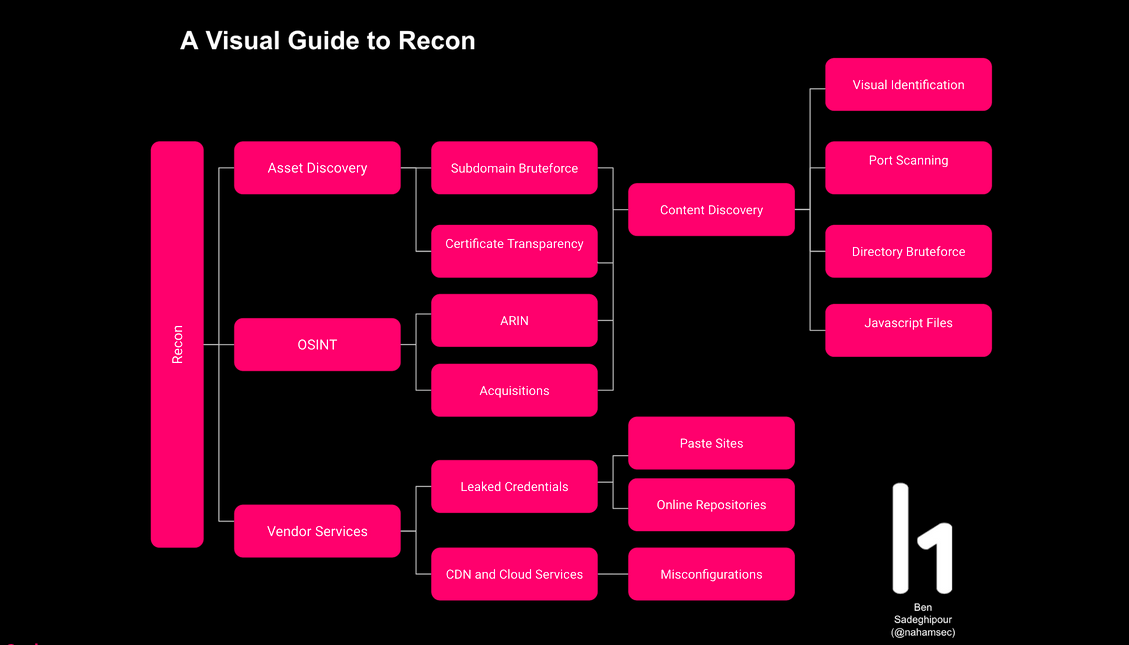 A Visual Guide to Recon
Recon
Asset Discovery
OSINT
Vendor Services
Subdomain Bruteforce
Certificate Transparency
ARIN
Acquisitions
Leaked Credentials
CDN and Cloud Services
Content Discovery
Paste Sites
Online Repositories
Misconfigurations
Visual Identification
Port Scanning
Directory Bruteforce
Javascript Files
h1
Ben
Sadeghipour
(@nahamsec)